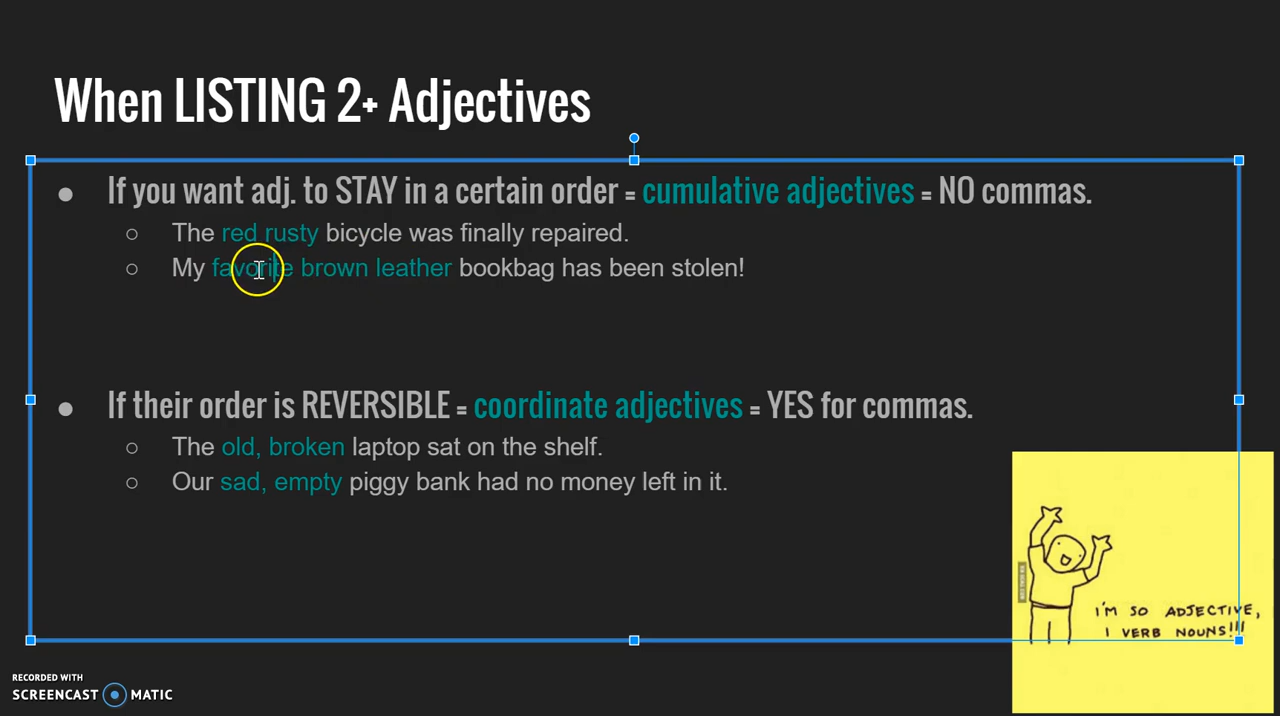 When LISTING 2+ Adjectives
● If you want adj. to STAY in a certain order = cumulative adjectives = NO commas.
○ The red rusty bicycle was finally repaired.
○ My favorite brown leather bookbag has been stolen!
● If their order is REVERSIBLE = coordinate adjectives = YES for commas.
○ The old, broken laptop sat on the shelf.
○ Our sad, empty piggy bank had no money left in it.
I'M SO ADJECTIVE,
I VERB NOUNS!!!
RECORDED WITH
SCREENCAST MATIC